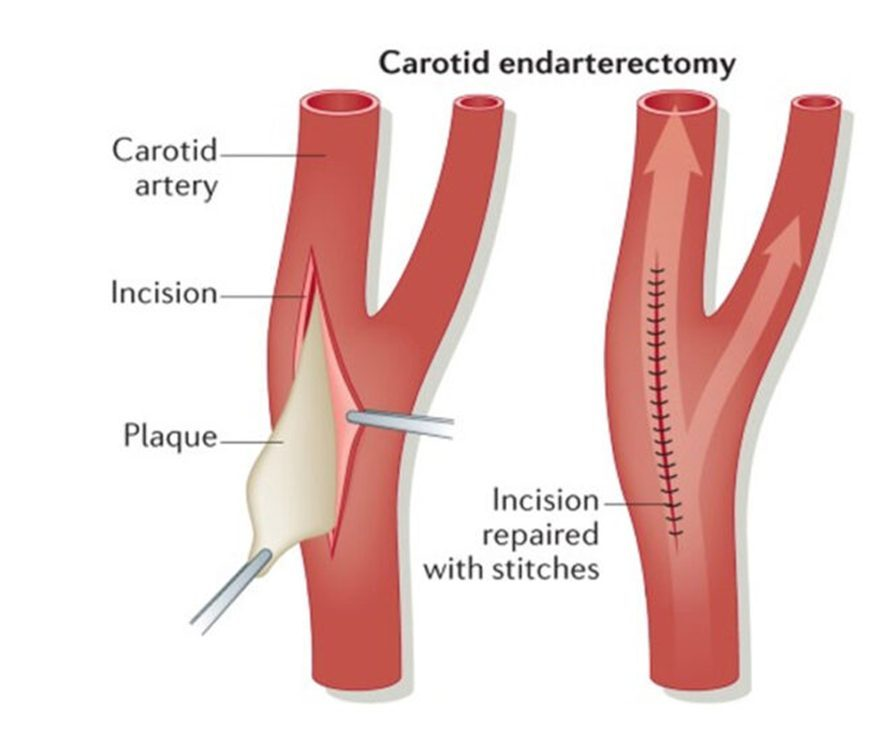 Carotid endarterectomy
Carotid
artery
Incision
Plaque
Incision
repaired
with stitches